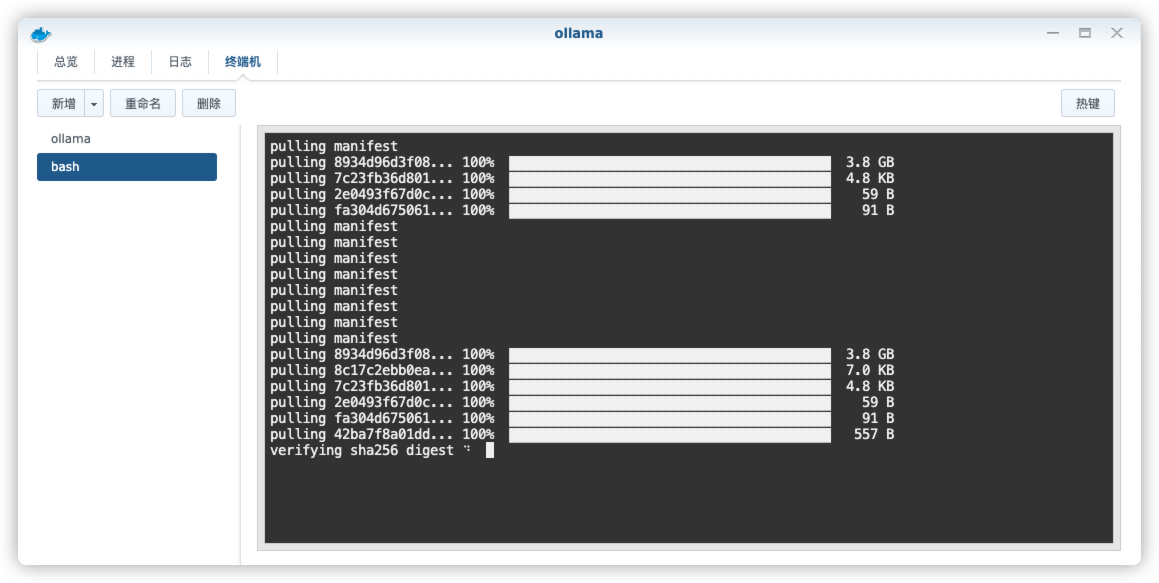 ollama
总览 进程 日志 终端机
新增 重命名 删除 热键
ollama
bash
pulling manifest
pulling 8934d96d3f08... 100% 3.8 GB
pulling 7c23fb36d801... 100% 4.8 KB
pulling 2e0493f67d0c... 100% 59 B
pulling fa304d675061... 100% 91 B
pulling manifest
pulling manifest
pulling manifest
pulling manifest
pulling manifest
pulling manifest
pulling manifest
pulling manifest
pulling 8934d96d3f08... 100% 3.8 GB
pulling 8c17c2ebb0ea... 100% 7.0 KB
pulling 7c23fb36d801... 100% 4.8 KB
pulling 2e0493f67d0c... 100% 59 B
pulling fa304d675061... 100% 91 B
pulling 42ba7f8a01dd... 100% 557 B
verifying sha256 digest